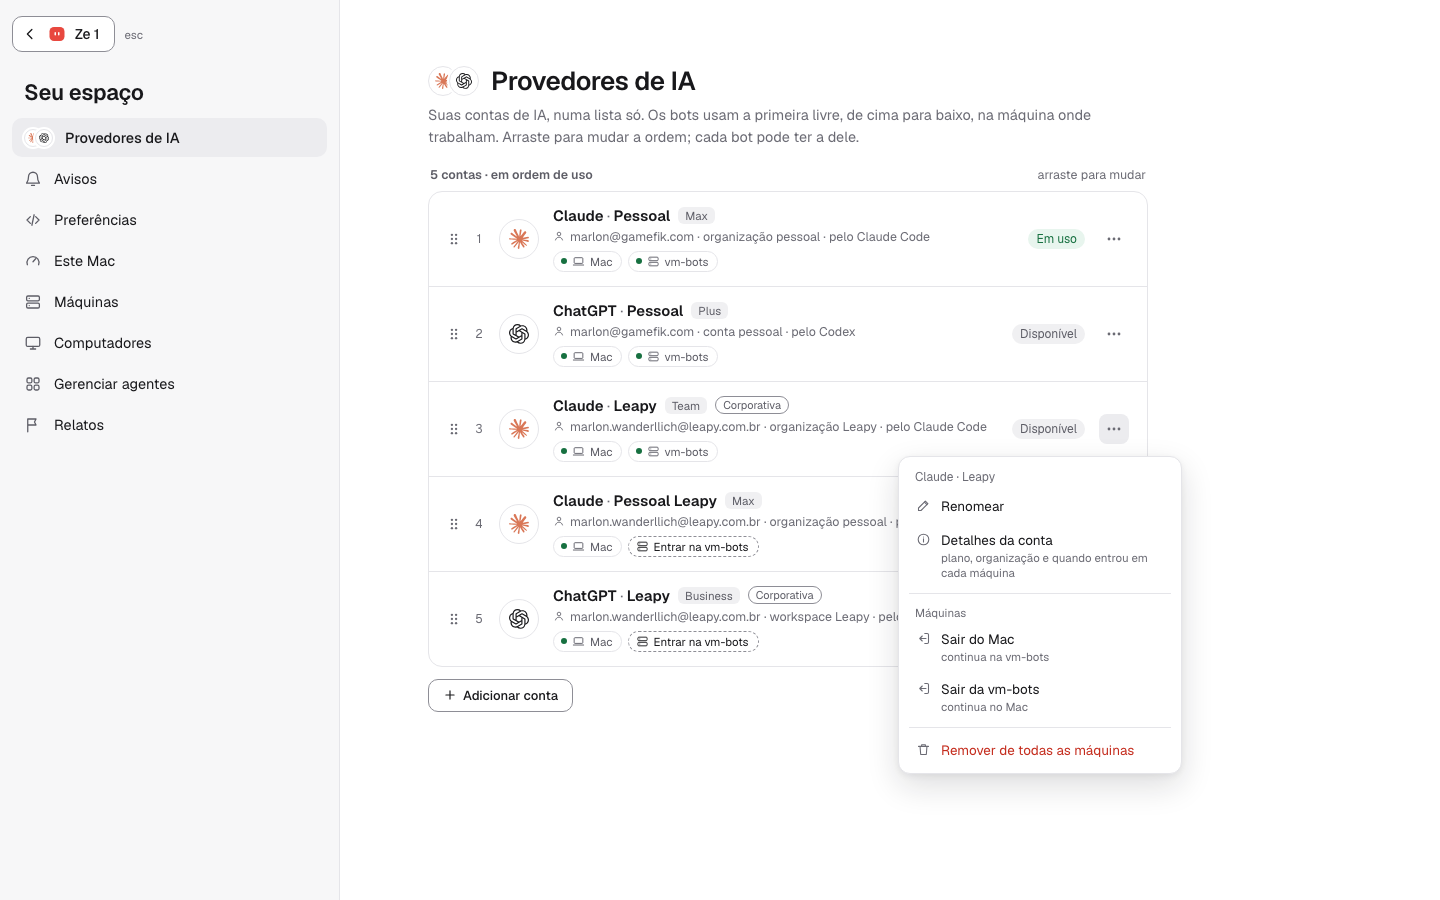 Ze 1
esc
Seu espaço
Provedores de IA
Avisos
Preferências
Este Mac
Máquinas
Computadores
Gerenciar agentes
Relatos
Provedores de IA
Suas contas de IA, numa lista só. Os bots usam a primeira livre, de cima para baixo, na máquina onde
trabalham. Arraste para mudar a ordem; cada bot pode ter a dele.
5 contas · em ordem de uso
arraste para mudar
1
Claude · Pessoal Max
marlon@gamefik.com · organização pessoal · pelo Claude Code
Mac vm-bots
Em uso
2
ChatGPT · Pessoal Plus
marlon@gamefik.com · conta pessoal · pelo Codex
Mac vm-bots
Disponível
3
Claude · Leapy Team Corporativa
marlon.wanderllich@leapy.com.br · organização Leapy · pelo Claude Code
Mac vm-bots
Disponível
4
Claude · Pessoal Leapy Max
marlon.wanderllich@leapy.com.br · organização pessoal ·
Mac Entrar na vm-bots
5
ChatGPT · Leapy Business Corporativa
marlon.wanderllich@leapy.com.br · workspace Leapy ·
Mac Entrar na vm-bots
Adicionar conta
Claude · Leapy
Renomear
Detalhes da conta
plano, organização e quando entrou em
cada máquina
Máquinas
Sair do Mac
continua na vm-bots
Sair da vm-bots
continua no Mac
Remover de todas as máquinas